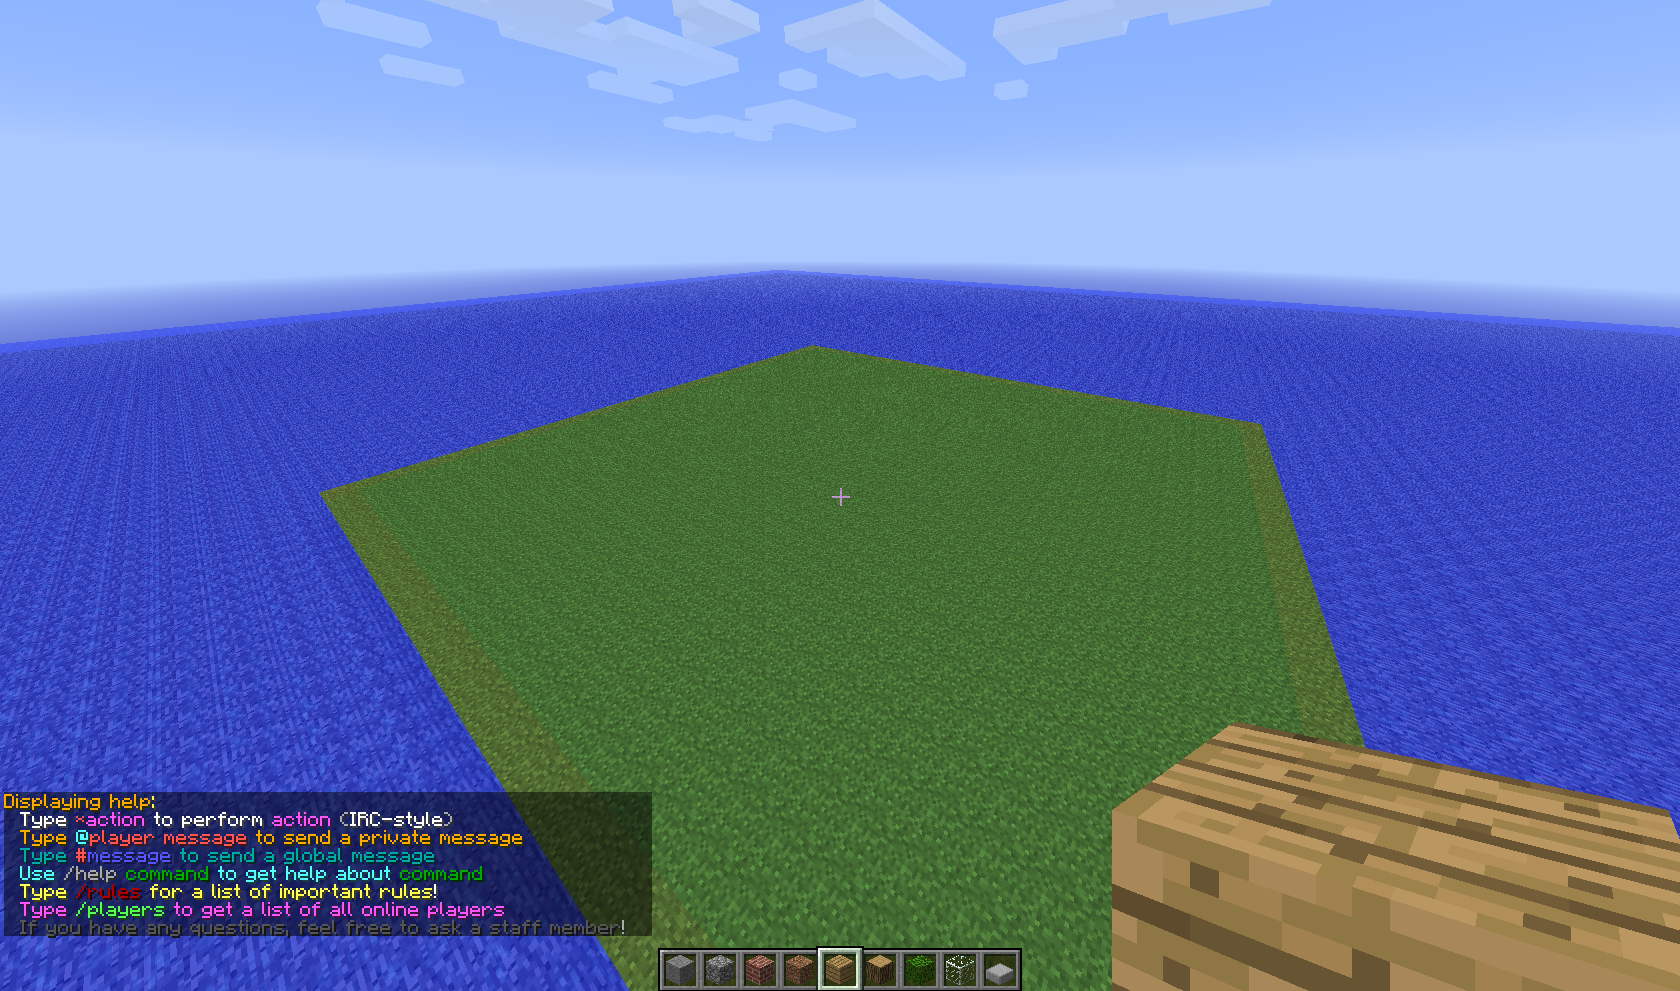 Displaying help:
Type *action to perform action (IRC-style)
Type @player message to send a private message
Type #message to send a global message
Use /help command to get help about command
Type /rules for a list of important rules!
Type /players to get a list of all online players
If you have any questions, feel free to ask a staff member!